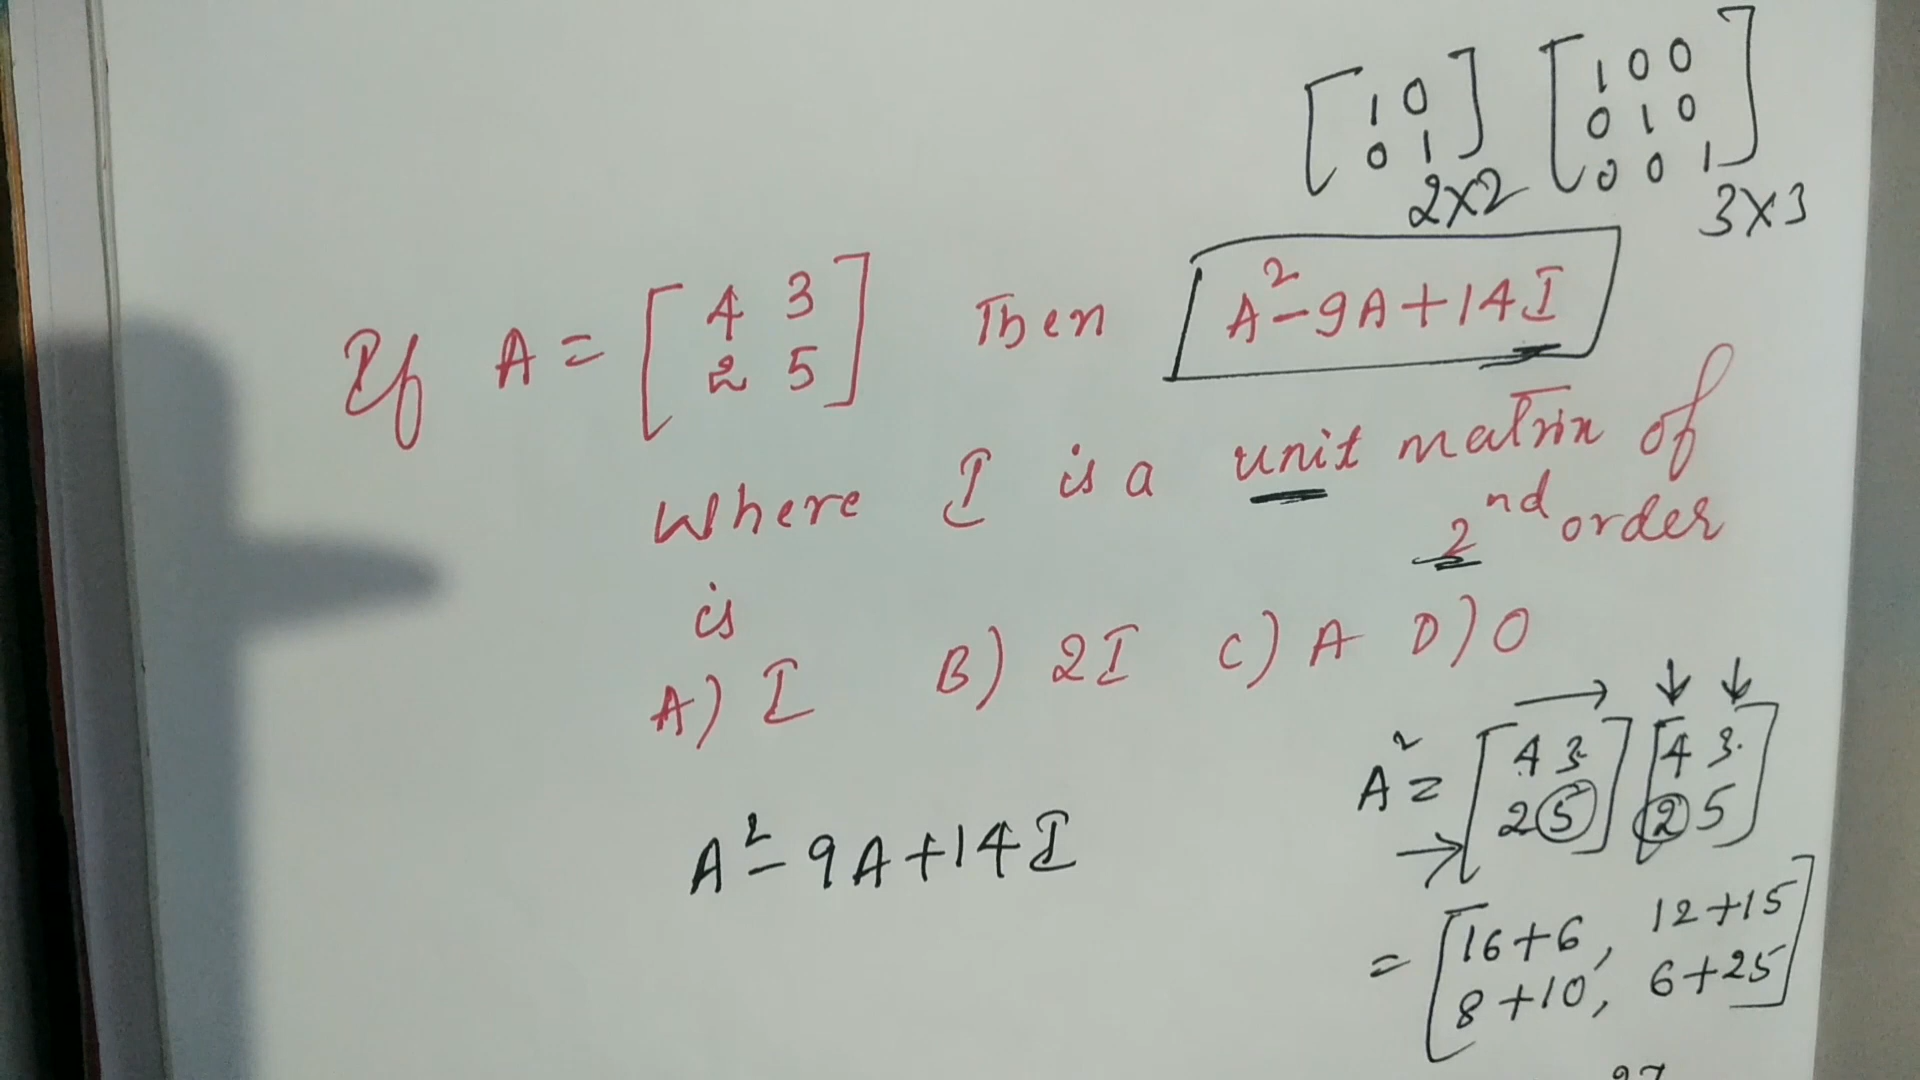 [1 0
0 1] 2x2
[1 0 0
0 1 0
0 0 1] 3x3
If A = [4 3
2 5] Then A²-9A+14I
Where I is a unit matrix of
2nd order
is
A) I B) 2I C) A D) O
A²-9A+14I
A² = [4 3
2 5] [4 3
2 5]
= [16+6, 12+15
8+10, 6+25]